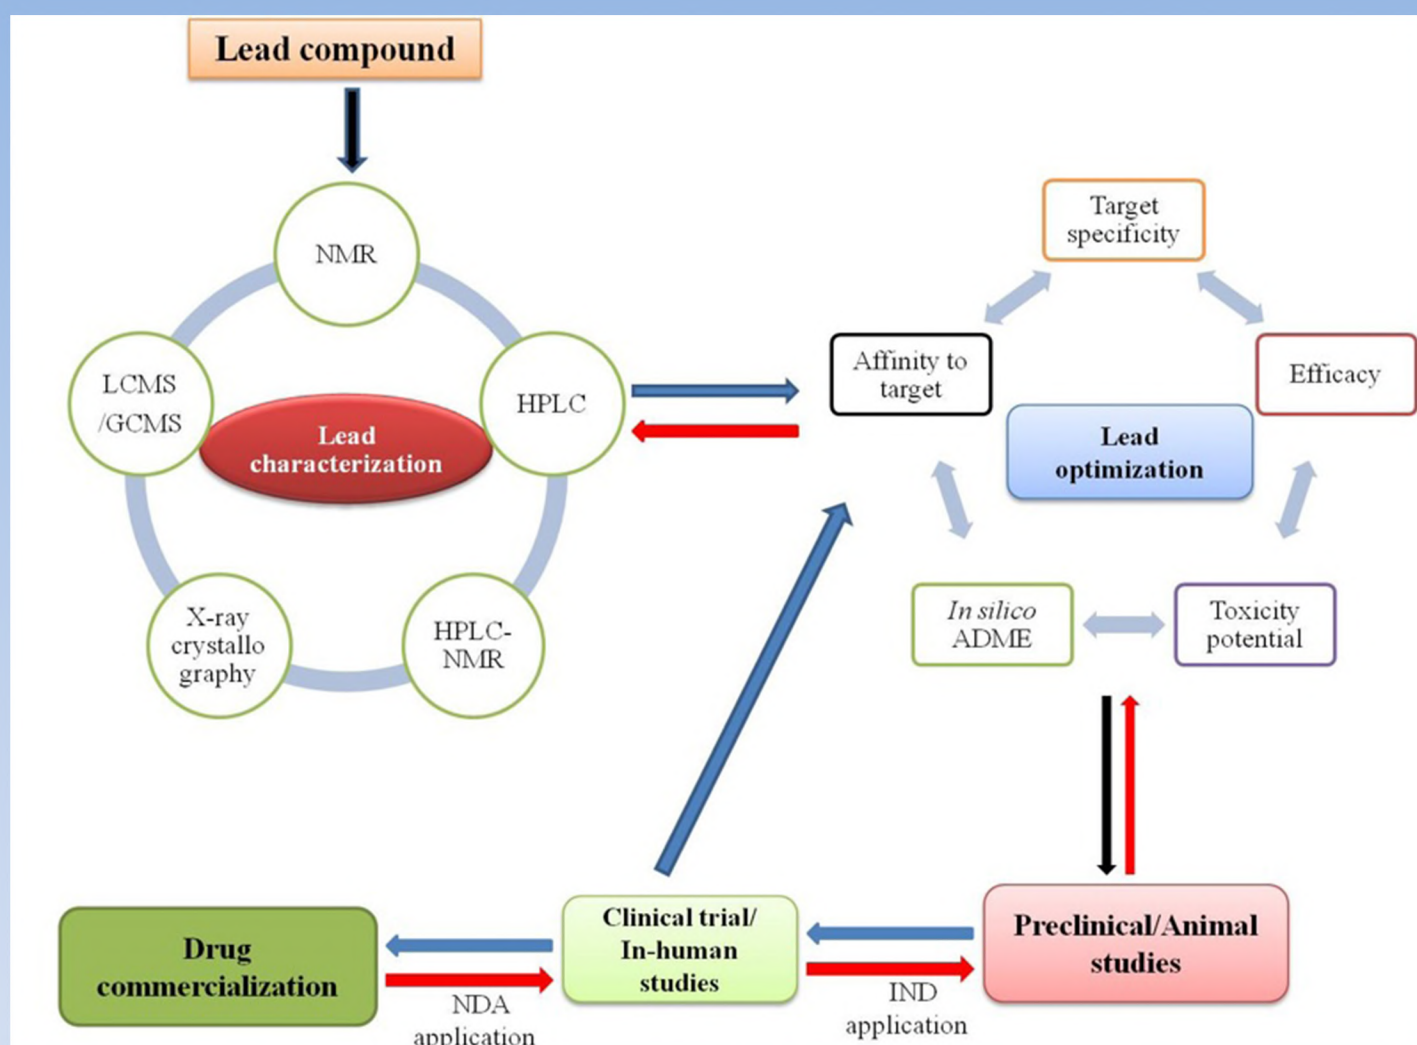 Lead compound
NMR
LCMS
/GCMS
HPLC
Lead
characterization
X-ray
crystallo
graphy
HPLC-
NMR
Target
specificity
Affinity to
target
Efficacy
Lead
optimization
In silico
ADME
Toxicity
potential
Drug
commercialization
NDA
application
Clinical trial/
In-human
studies
IND
application
Preclinical/Animal
studies